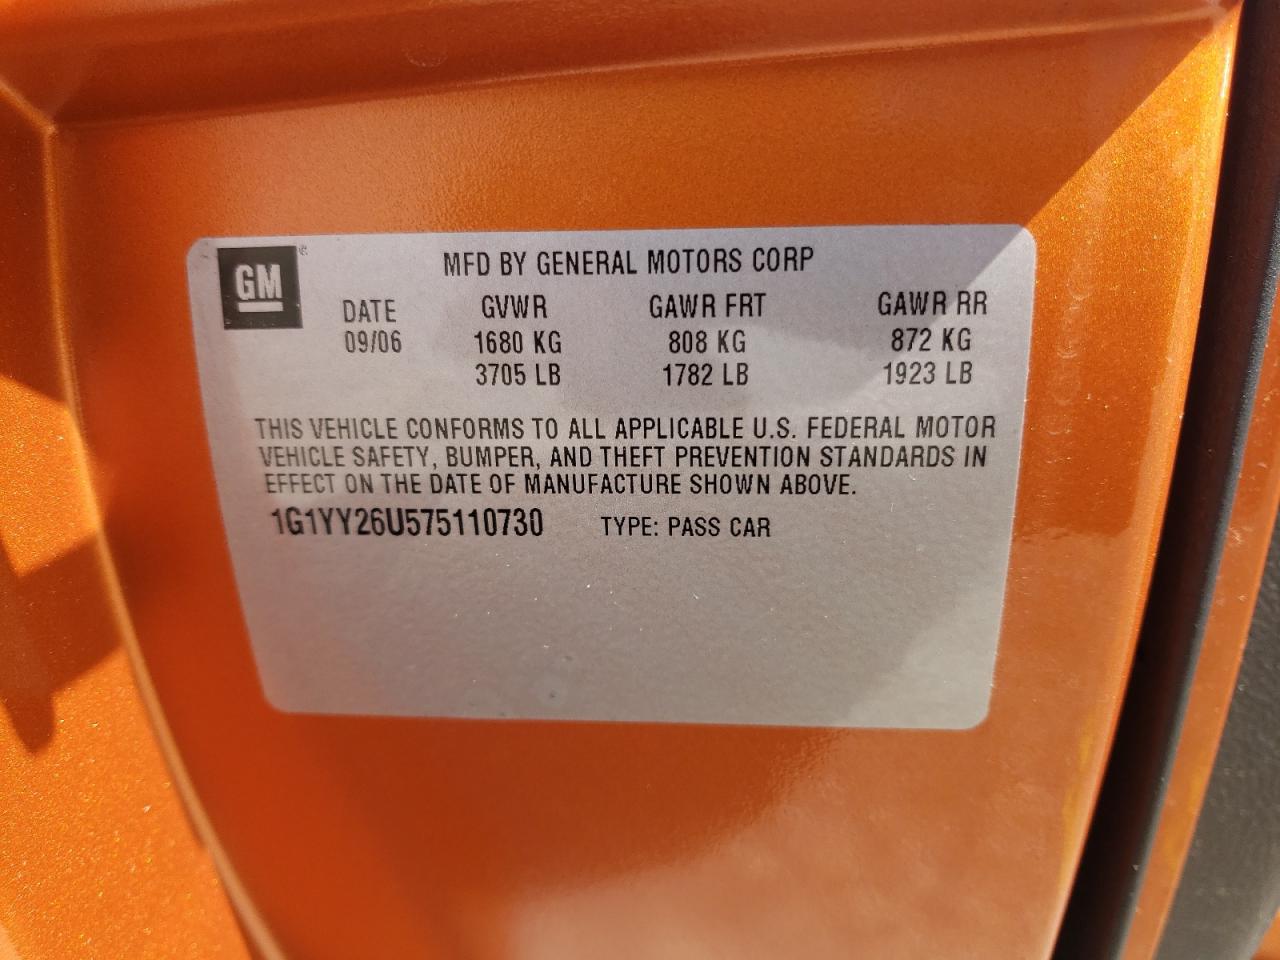 GM ®
MFD BY GENERAL MOTORS CORP
DATE GVWR GAWR FRT GAWR RR
09/06 1680 KG 808 KG 872 KG
3705 LB 1782 LB 1923 LB
THIS VEHICLE CONFORMS TO ALL APPLICABLE U.S. FEDERAL MOTOR
VEHICLE SAFETY, BUMPER, AND THEFT PREVENTION STANDARDS IN
EFFECT ON THE DATE OF MANUFACTURE SHOWN ABOVE.
1G1YY26U575110730 TYPE: PASS CAR